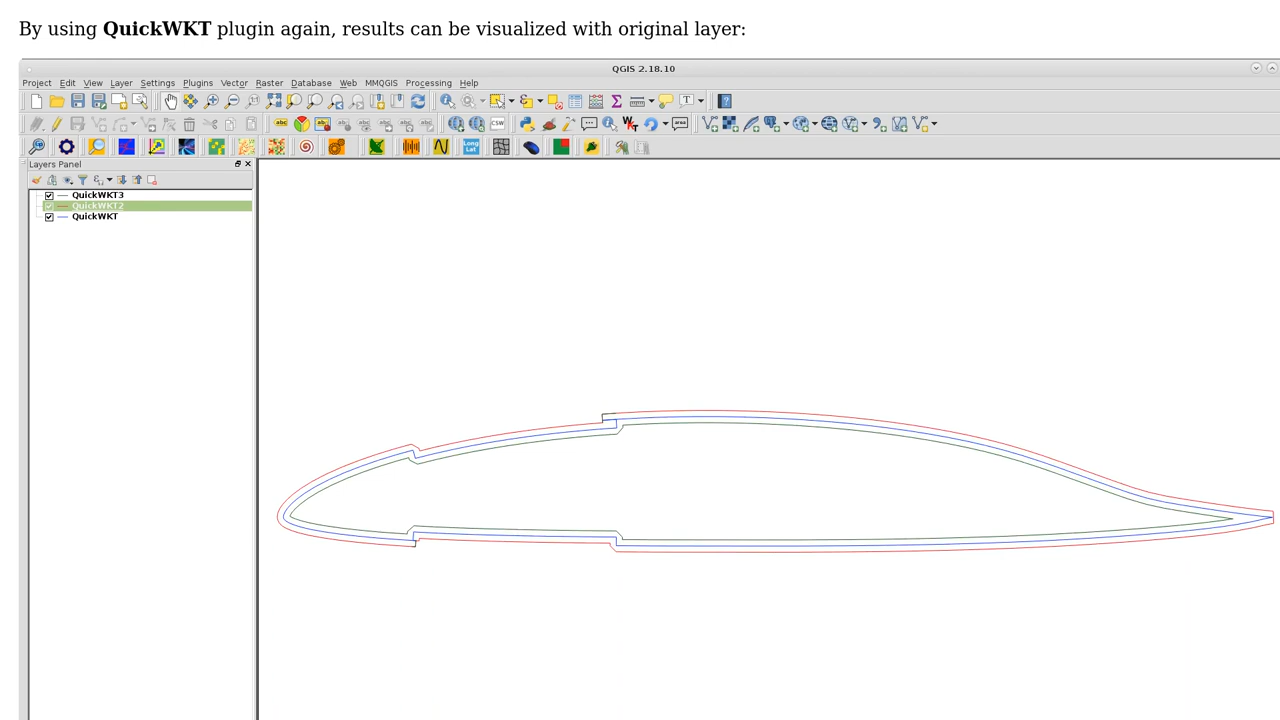 By using QuickWKT plugin again, results can be visualized with original layer:
QGIS 2.18.10
Project Edit View Layer Settings Plugins Vector Raster Database Web MMQGIS Processing Help
Layers Panel
QuickWKT3
QuickWKT2
QuickWKT